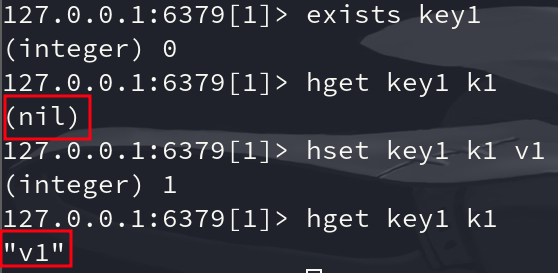 127.0.0.1:6379[1]> exists key1
(integer) 0
127.0.0.1:6379[1]> hget key1 k1
(nil)
127.0.0.1:6379[1]> hset key1 k1 v1
(integer) 1
127.0.0.1:6379[1]> hget key1 k1
"v1"